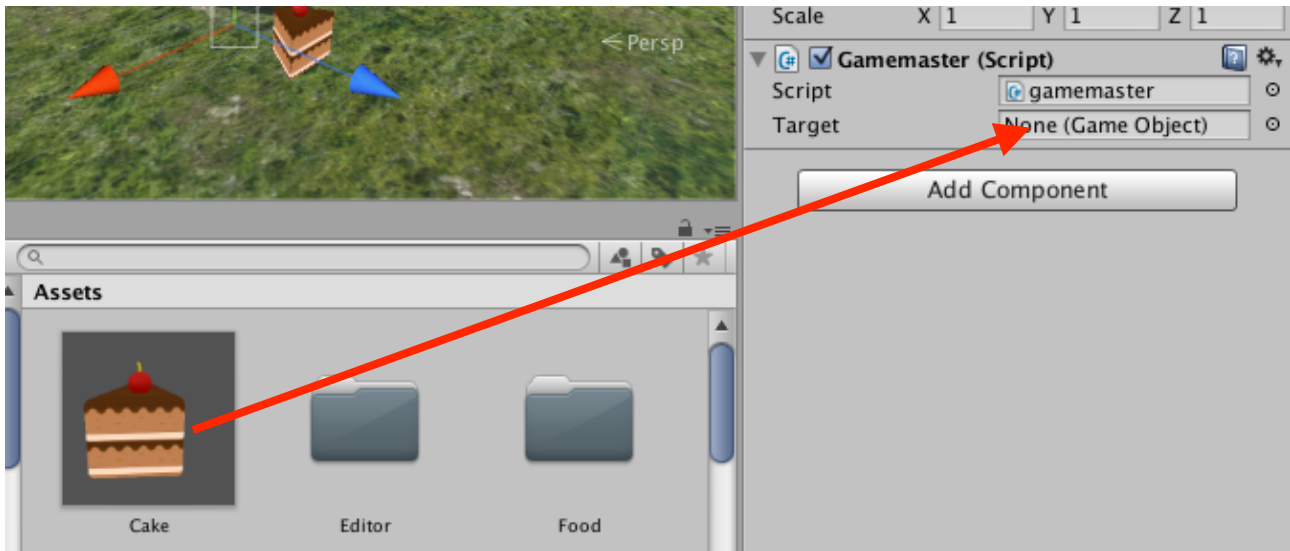 Persp
Assets
Cake Editor Food
Scale X 1 Y 1 Z 1
Gamemaster (Script)
Script gamemaster
Target None (Game Object)
Add Component